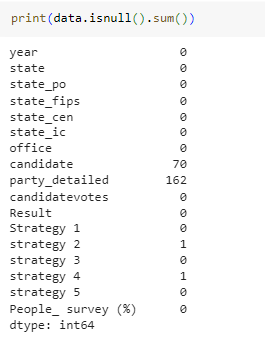 print(data.isnull().sum())
year 0
state 0
state_po 0
state_fips 0
state_cen 0
state_ic 0
office 0
candidate 70
party_detailed 162
candidatevotes 0
Result 0
Strategy 1 0
strategy 2 1
strategy 3 0
strategy 4 1
strategy 5 0
People_ survey (%) 0
dtype: int64